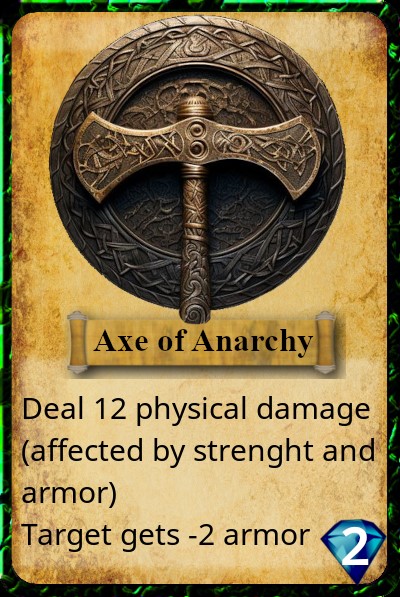 Axe of Anarchy
Deal 12 physical damage
(affected by strenght and
armor)
Target gets -2 armor
2